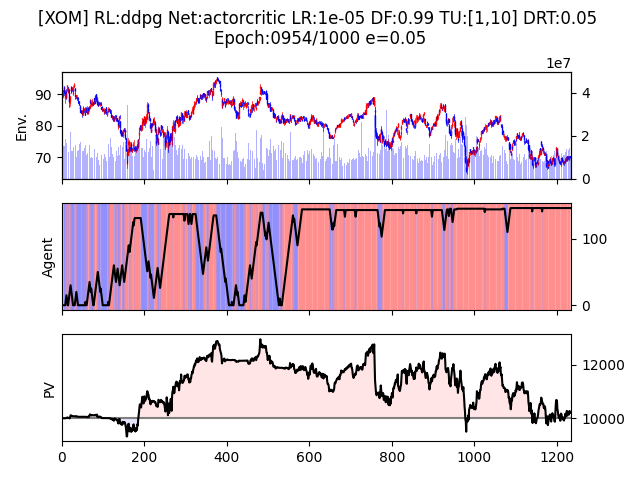 [XOM] RL:ddpg Net:actorcritic LR:1e-05 DF:0.99 TU:[1,10] DRT:0.05
Epoch:0954/1000 e=0.05
1e7
Env.
90
80
70
4
2
0
Agent
100
0
PV
12000
10000
0 200 400 600 800 1000 1200